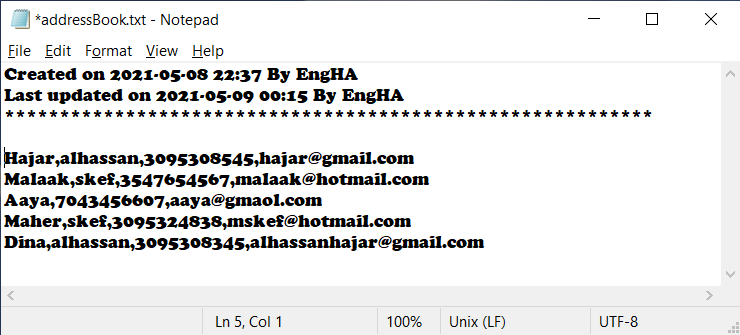 *addressBook.txt - Notepad
File Edit Format View Help
Created on 2021-05-08 22:37 By EngHA
Last updated on 2021-05-09 00:15 By EngHA
***********************************************************
Hajar,alhassan,3095308545,hajar@gmail.com
Malaak,skef,3547654567,malaak@hotmail.com
Aaya,7043456607,aaya@gmaol.com
Maher,skef,3095324838,mskef@hotmail.com
Dina,alhassan,3095308345,alhassanhajar@gmail.com
Ln 5, Col 1 100% Unix (LF) UTF-8